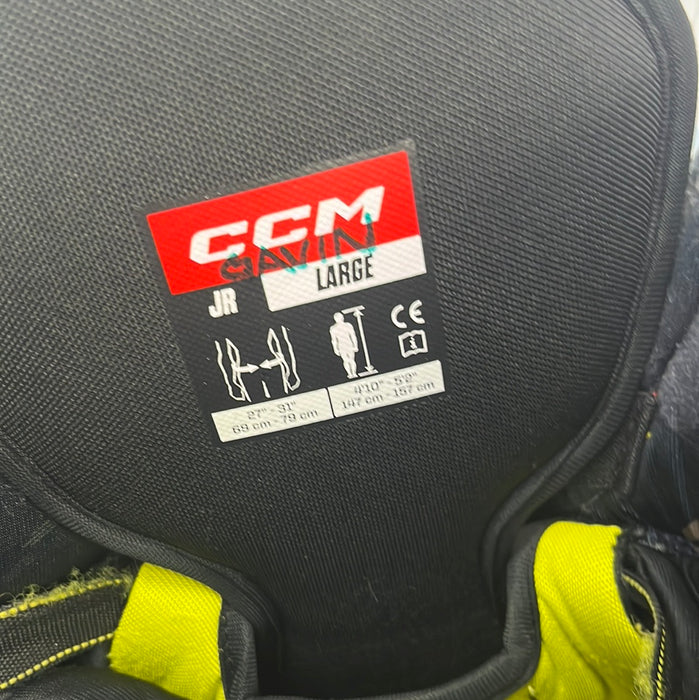 CCM
GAVIN
JR LARGE
CE
27" - 31"
69 cm - 79 cm
4'10" - 5'2"
147 cm - 157 cm